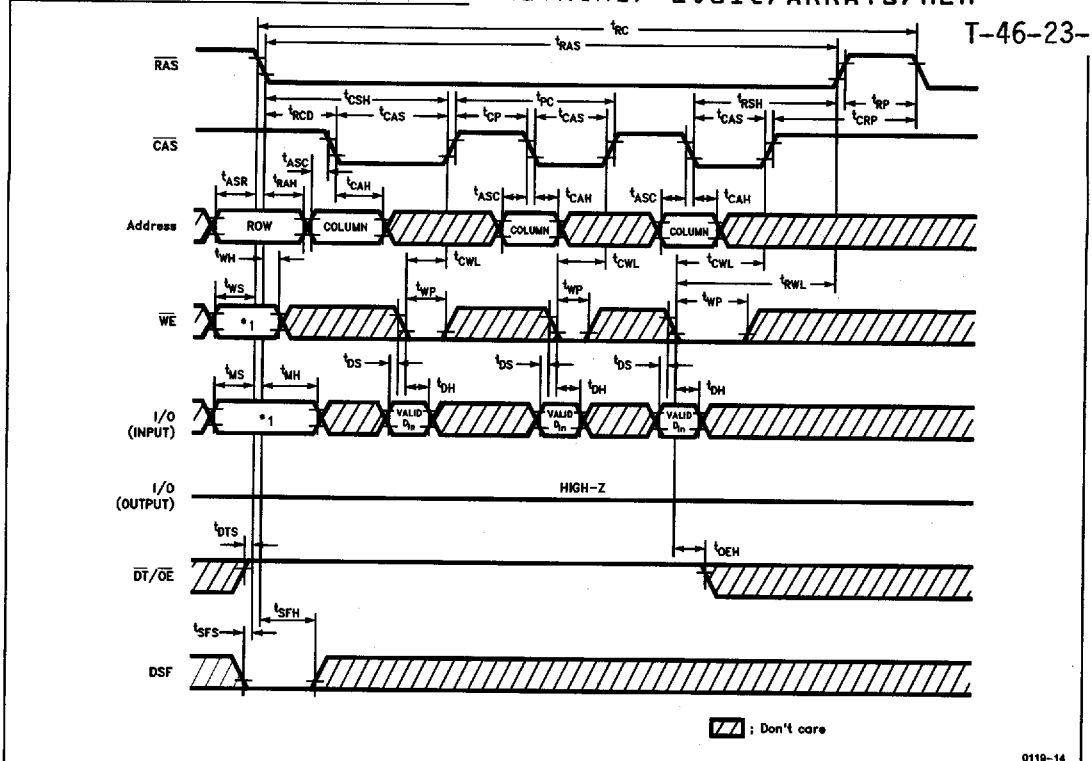 T-46-23-
tRC
tRAS
RAS
tCSH
tPC
tRSH
tRP
tRCD
tCAS
tCP
tCAS
tCAS
tCRP
CAS
tASC
tASR
tRAH
tCAH
tASC
tCAH
tASC
tCAH
Address
ROW
COLUMN
COLUMN
COLUMN
tWH
tCWL
tCWL
tCWL
tWS
tWP
tWP
tRWL
tWP
WE
*1
tDS
tDS
tDS
tMS
tMH
tDH
tDH
tDH
I/O
(INPUT)
*1
VALID
Din
VALID
Din
VALID
Din
I/O
(OUTPUT)
HIGH-Z
tDTS
tOEH
DT/OE
tSFH
tSFS
DSF
; Don't care
0119-14